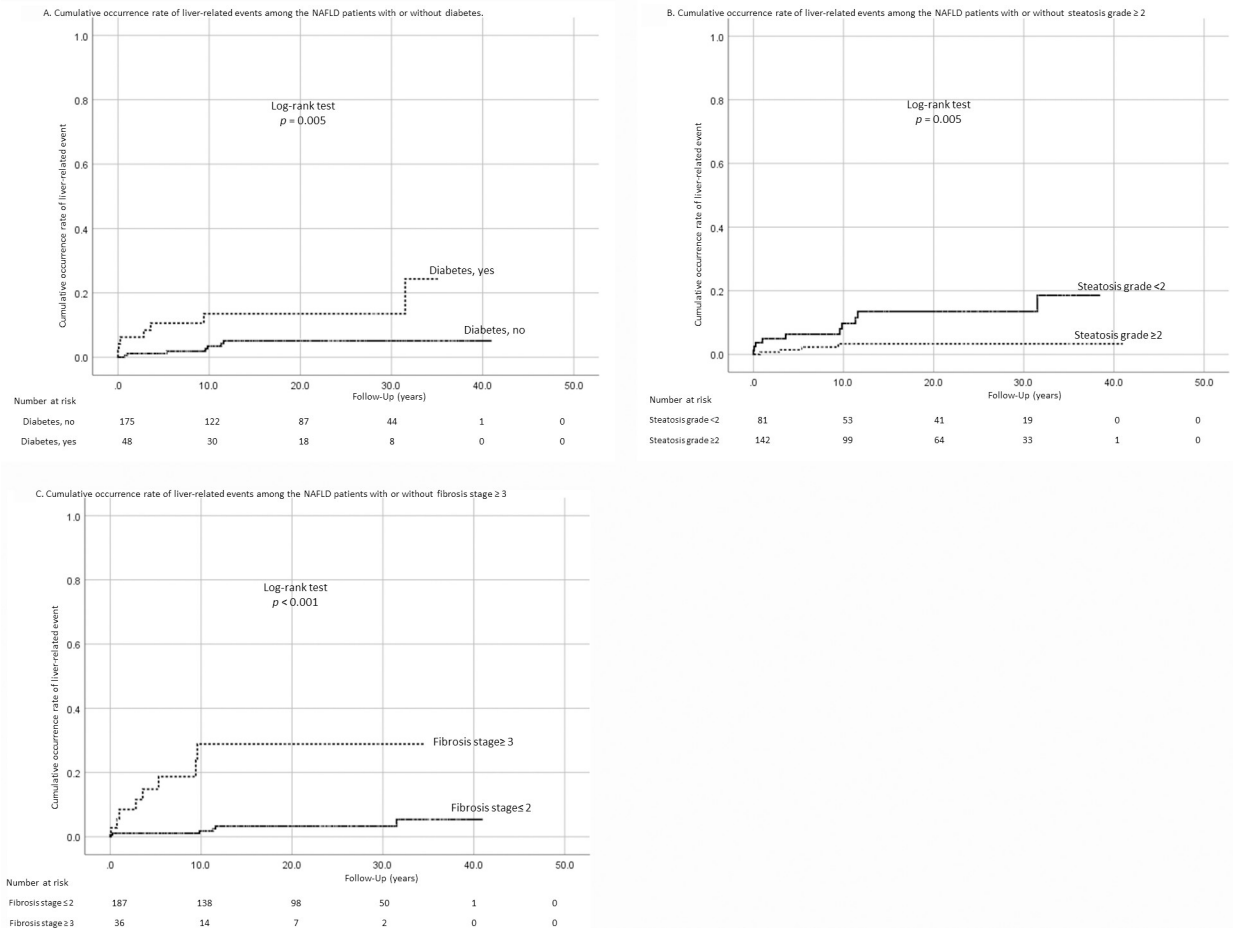 A. Cumulative occurrence rate of liver-related events among the NAFLD patients with or without diabetes.
1.0
0.8
0.6
0.4
0.2
0.0
Cumulative occurrence rate of liver-related event
Log-rank test
p = 0.005
Diabetes, yes
Diabetes, no
.0 10.0 20.0 30.0 40.0 50.0
Follow-Up (years)
Number at risk
Diabetes, no 175 122 87 44 1 0
Diabetes, yes 48 30 18 8 0 0
B. Cumulative occurrence rate of liver-related events among the NAFLD patients with or without steatosis grade ≥ 2
1.0
0.8
0.6
0.4
0.2
0.0
Cumulative occurrence rate of liver-related event
Log-rank test
p = 0.005
Steatosis grade <2
Steatosis grade ≥2
.0 10.0 20.0 30.0 40.0 50.0
Follow-Up (years)
Number at risk
Steatosis grade <2 81 53 41 19 0 0
Steatosis grade ≥2 142 99 64 33 1 0
C. Cumulative occurrence rate of liver-related events among the NAFLD patients with or without fibrosis stage ≥ 3
1.0
0.8
0.6
0.4
0.2
0.0
Cumulative occurrence rate of liver-related event
Log-rank test
p < 0.001
Fibrosis stage≥ 3
Fibrosis stage≤ 2
.0 10.0 20.0 30.0 40.0 50.0
Follow-Up (years)
Number at risk
Fibrosis stage ≤ 2 187 138 98 50 1 0
Fibrosis stage ≥ 3 36 14 7 2 0 0